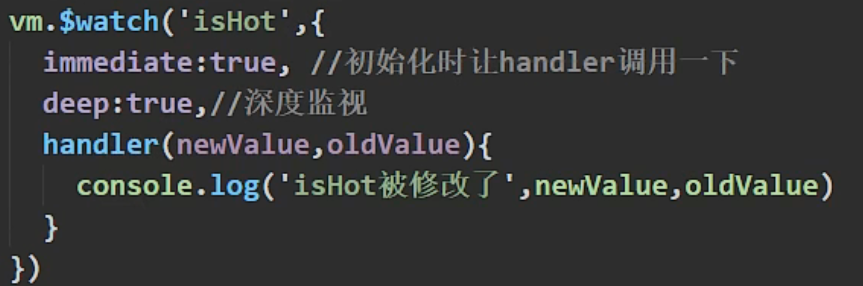 vm.$watch('isHot',{
immediate:true, //初始化时让handler调用一下
deep:true,//深度监视
handler(newValue,oldValue){
console.log('isHot被修改了',newValue,oldValue)
}
})